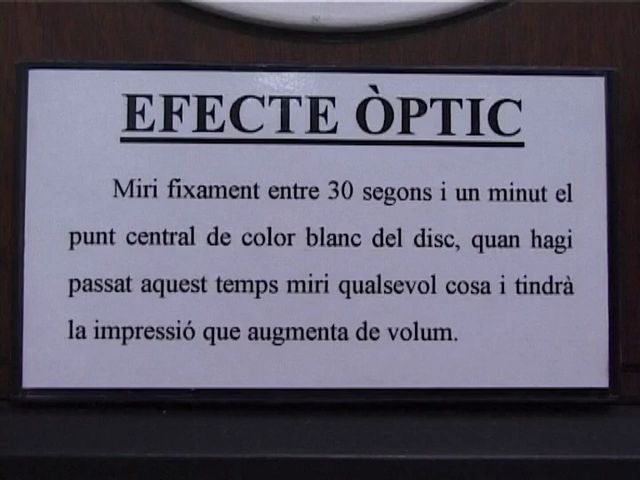 EFECTE ÒPTIC
Miri fixament entre 30 segons i un minut el
punt central de color blanc del disc, quan hagi
passat aquest temps miri qualsevol cosa i tindrà
la impressió que augmenta de volum.